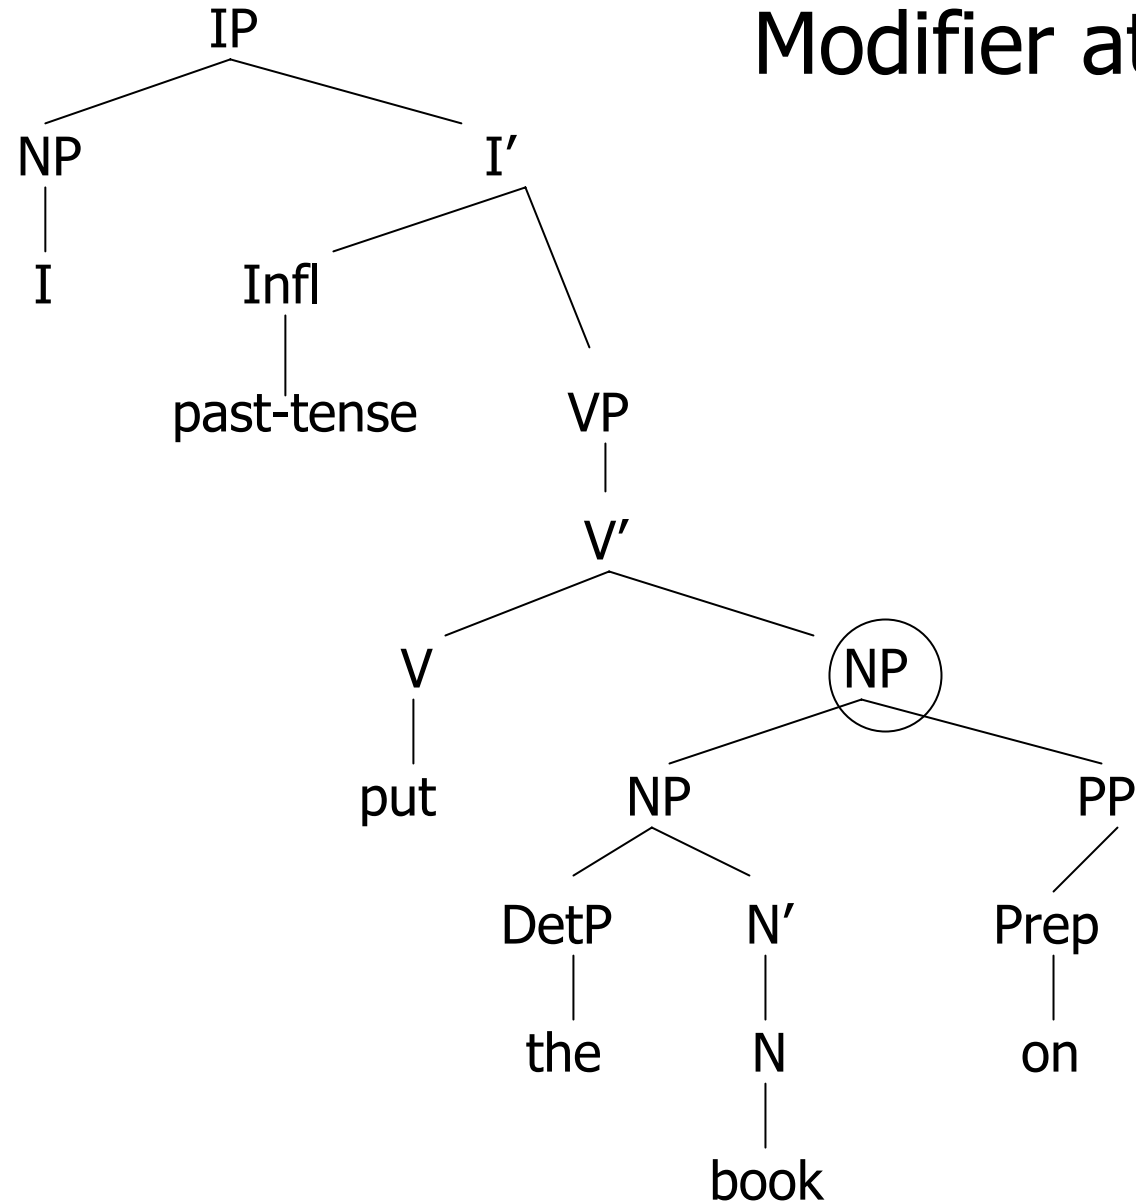 Modifier at
IP
NP I′
I Infl
past-tense VP
V′
V NP
put NP PP
DetP N′ Prep
the N on
book